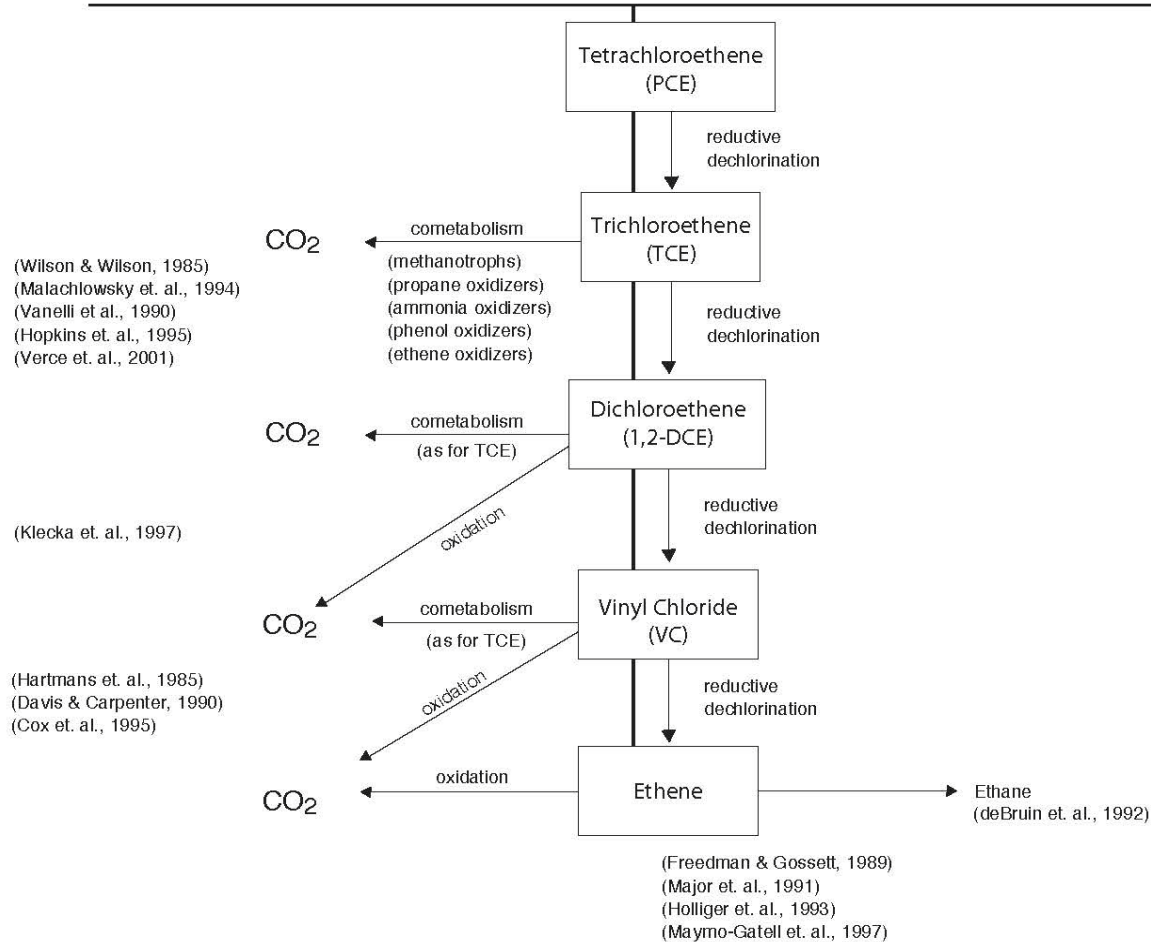 Tetrachloroethene
(PCE)
reductive
dechlorination
Trichloroethene
(TCE)
cometabolism
CO2
(methanotrophs)
(propane oxidizers)
(ammonia oxidizers)
(phenol oxidizers)
(ethene oxidizers)
(Wilson & Wilson, 1985)
(Malachlowsky et. al., 1994)
(Vanelli et al., 1990)
(Hopkins et. al., 1995)
(Verce et. al., 2001)
reductive
dechlorination
Dichloroethene
(1,2-DCE)
cometabolism
CO2
(as for TCE)
oxidation
(Klecka et. al., 1997)
reductive
dechlorination
Vinyl Chloride
(VC)
cometabolism
CO2
(as for TCE)
oxidation
(Hartmans et. al., 1985)
(Davis & Carpenter, 1990)
(Cox et. al., 1995)
reductive
dechlorination
Ethene
oxidation
CO2
Ethane
(deBruin et. al., 1992)
(Freedman & Gossett, 1989)
(Major et. al., 1991)
(Holliger et. al., 1993)
(Maymo-Gatell et. al., 1997)